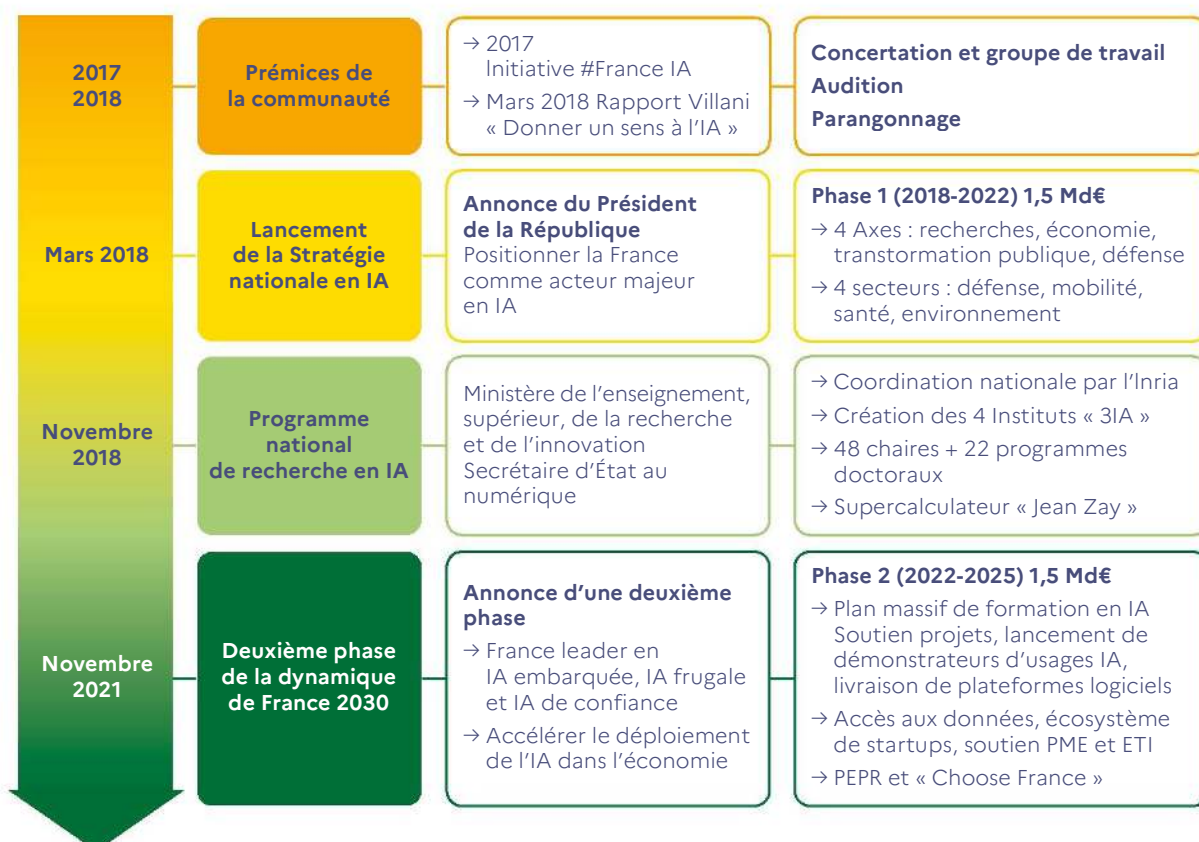 2017
2018
Prémices de
la communauté
→ 2017
Initiative #France IA
→ Mars 2018 Rapport Villani
« Donner un sens à l’IA »
Concertation et groupe de travail
Audition
Parangonnage
Mars 2018
Lancement
de la Stratégie
nationale en IA
Annonce du Président
de la République
Positionner la France
comme acteur majeur
en IA
Phase 1 (2018-2022) 1,5 Md€
→ 4 Axes : recherches, économie,
transtormation publique, défense
→ 4 secteurs : défense, mobilité,
santé, environnement
Novembre
2018
Programme
national
de recherche en IA
Ministère de l’enseignement,
supérieur, de la recherche
et de l’innovation
Secrétaire d’État au
numérique
→ Coordination nationale par l’Inria
→ Création des 4 Instituts « 3IA »
→ 48 chaires + 22 programmes
doctoraux
→ Supercalculateur « Jean Zay »
Novembre
2021
Deuxième phase
de la dynamique
de France 2030
Annonce d’une deuxième
phase
→ France leader en
IA embarquée, IA frugale
et IA de confiance
→ Accélérer le déploiement
de l’IA dans l’économie
Phase 2 (2022-2025) 1,5 Md€
→ Plan massif de formation en IA
Soutien projets, lancement de
démonstrateurs d’usages IA,
livraison de plateformes logiciels
→ Accès aux données, écosystème
de startups, soutien PME et ETI
→ PEPR et « Choose France »